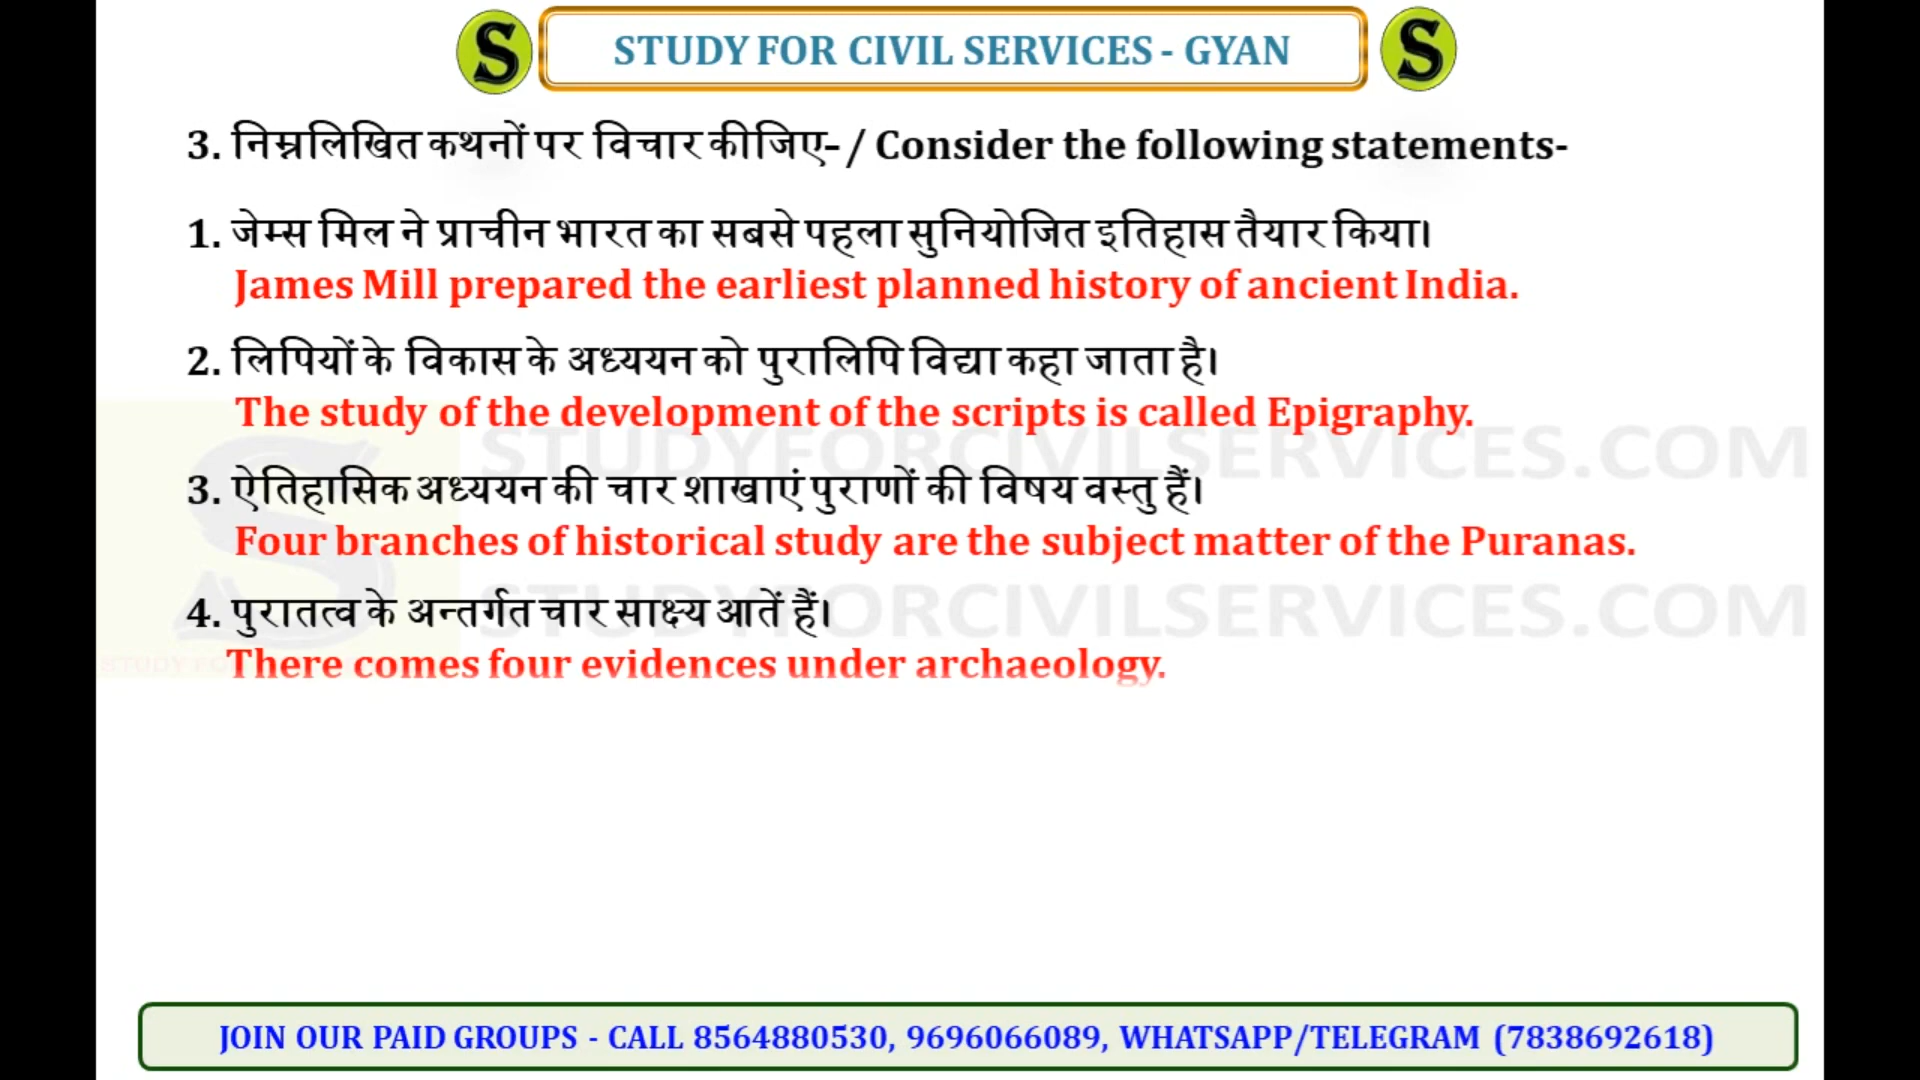 S STUDY FOR CIVIL SERVICES - GYAN S
3. निम्नलिखित कथनों पर विचार कीजिए- / Consider the following statements-
1. जेम्स मिल ने प्राचीन भारत का सबसे पहला सुनियोजित इतिहास तैयार किया।
James Mill prepared the earliest planned history of ancient India.
2. लिपियों के विकास के अध्ययन को पुरालिपि विद्या कहा जाता है।
The study of the development of the scripts is called Epigraphy.
STUDYFORCIVILSERVICES.COM
3. ऐतिहासिक अध्ययन की चार शाखाएं पुराणों की विषय वस्तु हैं।
Four branches of historical study are the subject matter of the Puranas.
STUDYFORCIVILSERVICES.COM
4. पुरातत्व के अन्तर्गत चार साक्ष्य आतें हैं।
There comes four evidences under archaeology.
JOIN OUR PAID GROUPS - CALL 8564880530, 9696066089, WHATSAPP/TELEGRAM (7838692618)